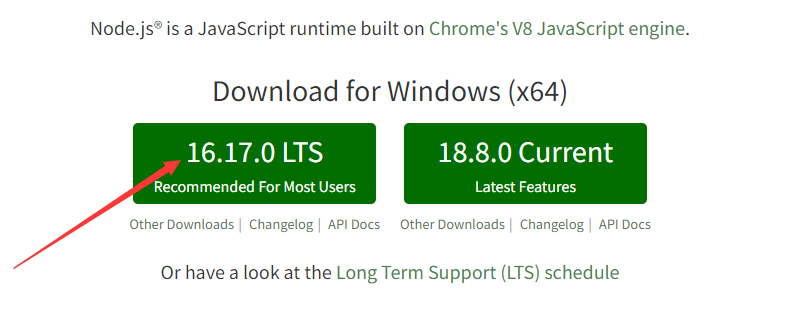 Node.js® is a JavaScript runtime built on Chrome's V8 JavaScript engine.
Download for Windows (x64)
16.17.0 LTS
Recommended For Most Users
18.8.0 Current
Latest Features
Other Downloads | Changelog | API Docs
Other Downloads | Changelog | API Docs
Or have a look at the Long Term Support (LTS) schedule